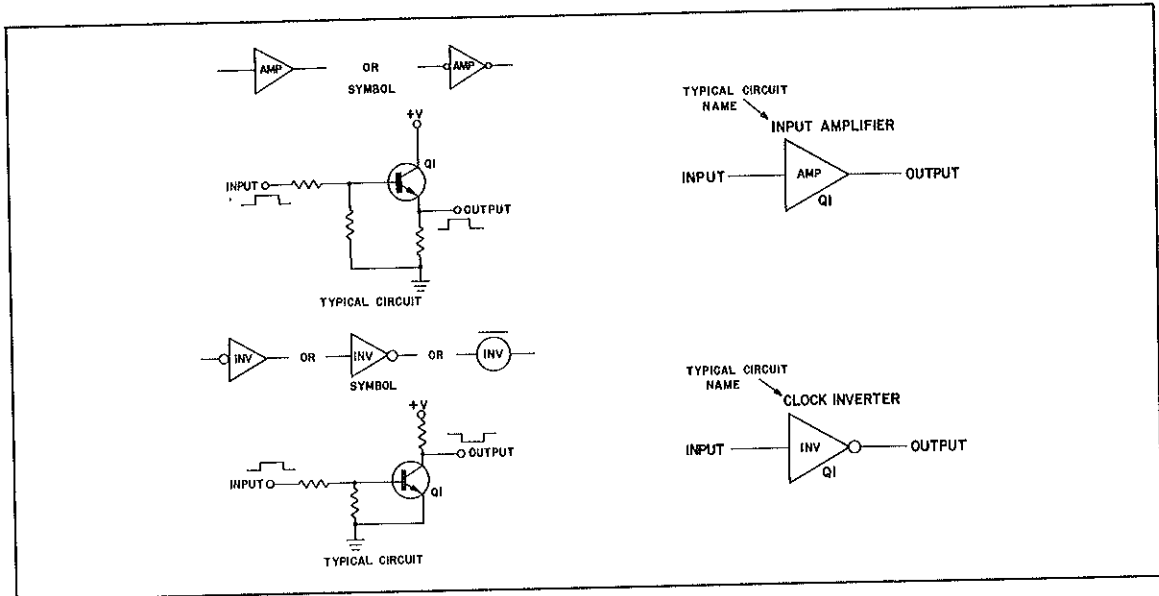 AMP OR AMP
SYMBOL
+V
Q1
INPUT
OUTPUT
TYPICAL CIRCUIT
TYPICAL CIRCUIT
NAME
INPUT AMPLIFIER
INPUT AMP OUTPUT
Q1
INV OR INV OR INV
SYMBOL
+V
OUTPUT
INPUT
Q1
TYPICAL CIRCUIT
TYPICAL CIRCUIT
NAME
CLOCK INVERTER
INPUT INV OUTPUT
Q1